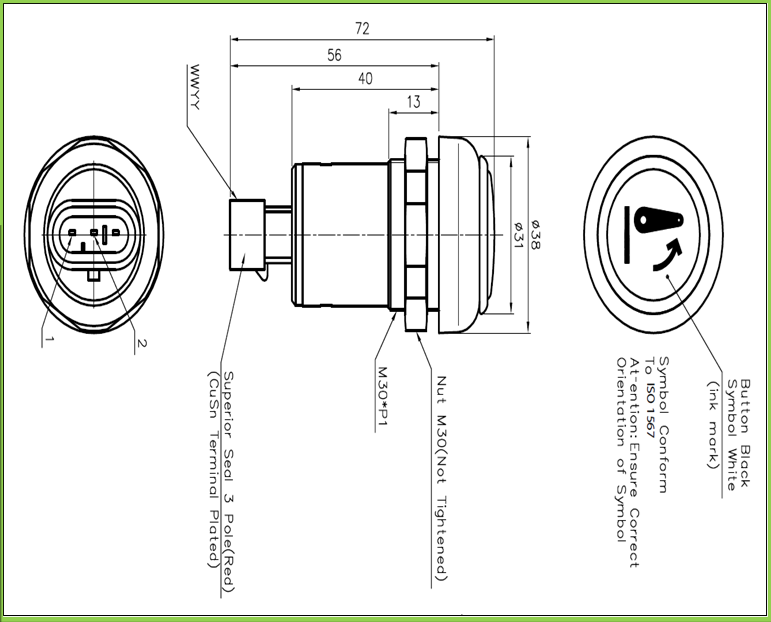 72
56
40
13
WWYY
ø38
ø31
1
2
M30*P1
Nut M30(Not Tightened)
Superior Seal 3 Pole(Red)
(CuSn Terminal Plated)
Button Black
Symbol White
(ink mark)
Symbol Conform
To ISO 1567
At-ention: Ensure Correct
Orientation of Symbol